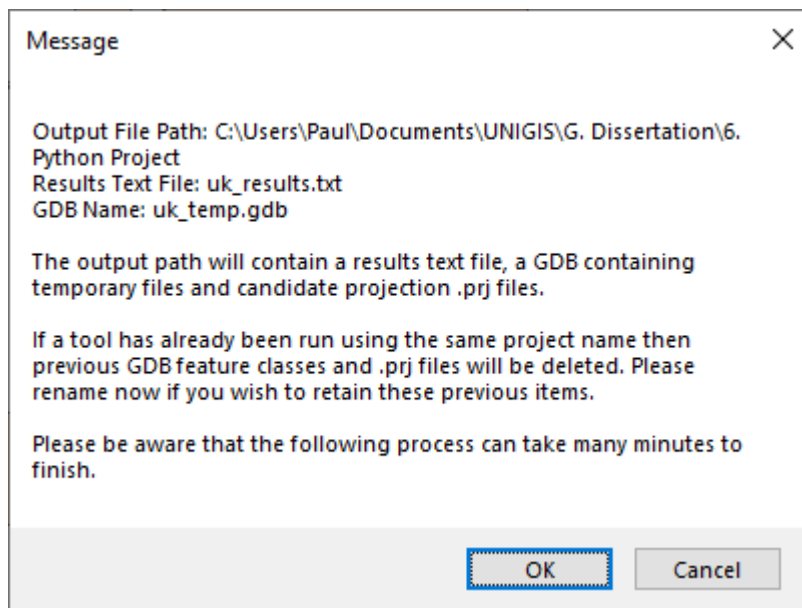 Message
Output File Path: C:\Users\Paul\Documents\UNIGIS\G. Dissertation\6.
Python Project
Results Text File: uk_results.txt
GDB Name: uk_temp.gdb
The output path will contain a results text file, a GDB containing
temporary files and candidate projection .prj files.
If a tool has already been run using the same project name then
previous GDB feature classes and .prj files will be deleted. Please
rename now if you wish to retain these previous items.
Please be aware that the following process can take many minutes to
finish.
OK Cancel